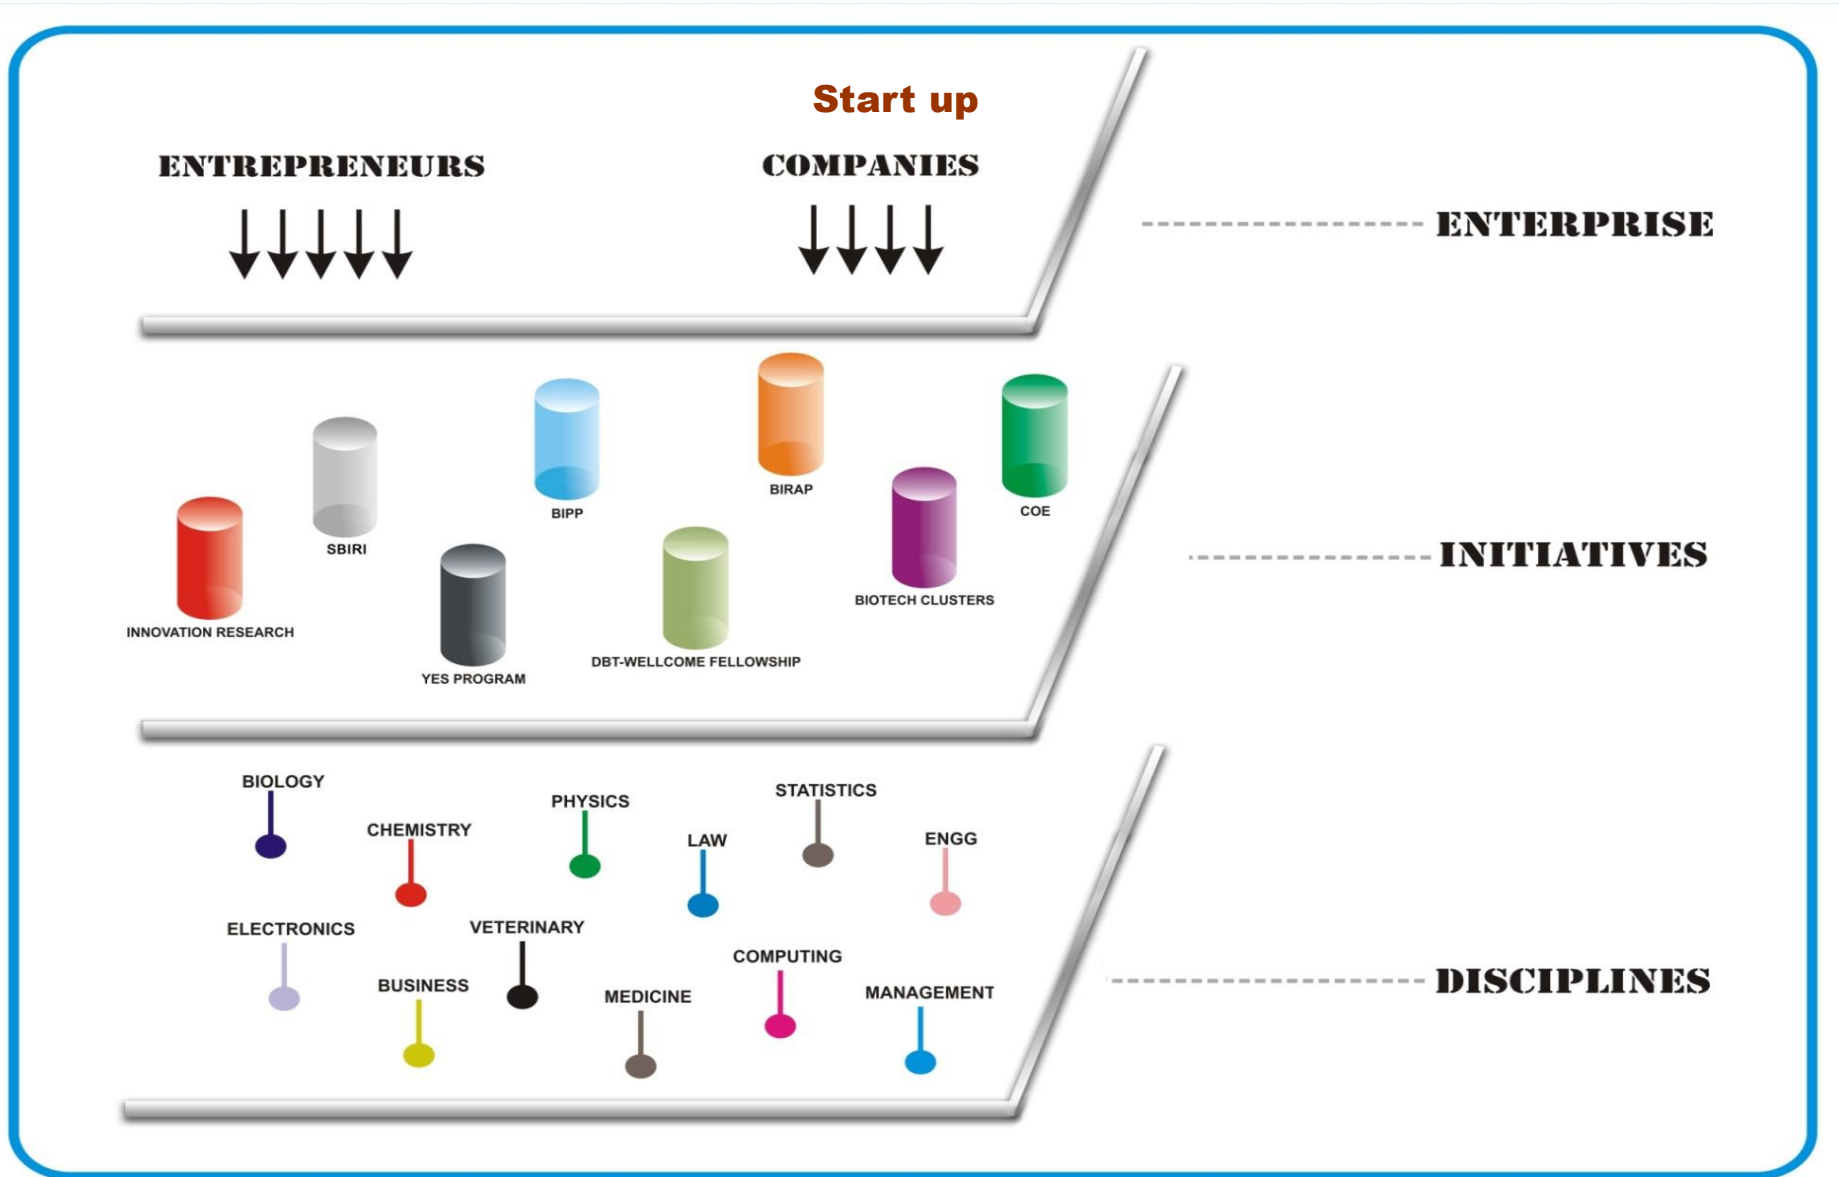 Start up
ENTREPRENEURS
COMPANIES
ENTERPRISE
BIRAP
COE
BIPP
SBIRI
INITIATIVES
BIOTECH CLUSTERS
INNOVATION RESEARCH
DBT-WELLCOME FELLOWSHIP
YES PROGRAM
BIOLOGY
STATISTICS
PHYSICS
CHEMISTRY
LAW
ENGG
ELECTRONICS
VETERINARY
COMPUTING
DISCIPLINES
BUSINESS
MEDICINE
MANAGEMENT